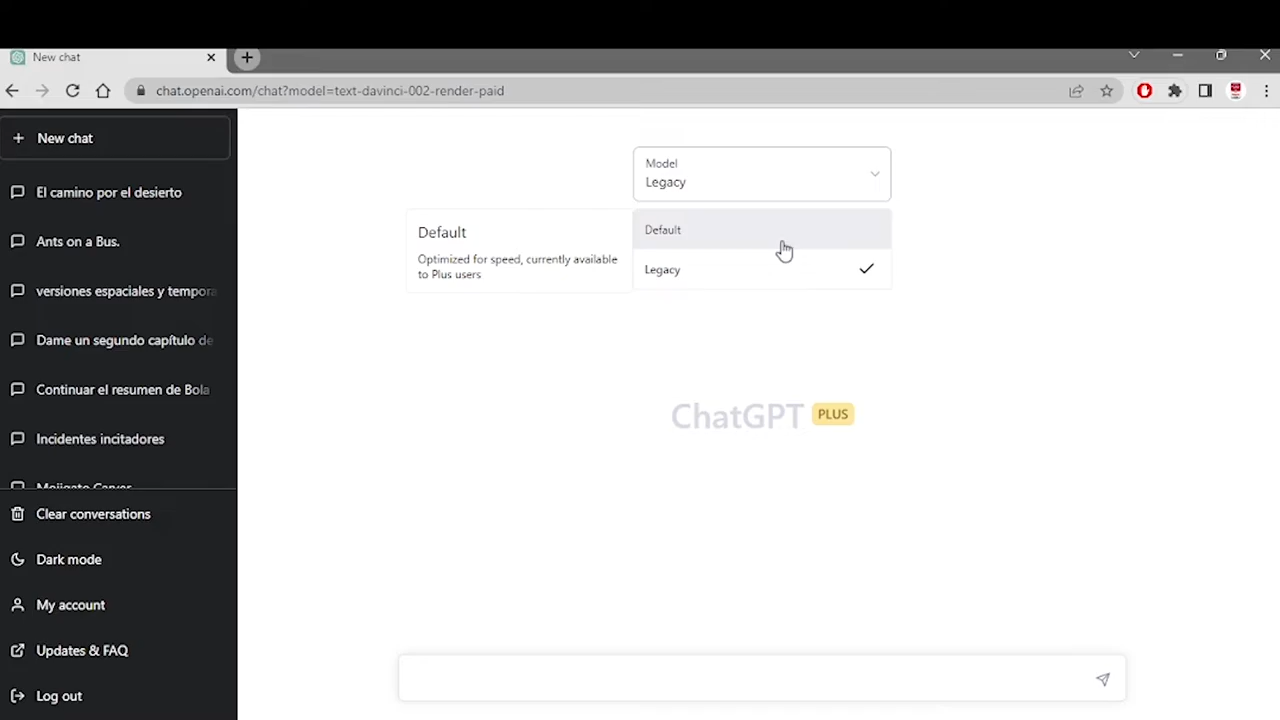 New chat
chat.openai.com/chat?model=text-davinci-002-render-paid
New chat
El camino por el desierto
Ants on a Bus.
versiones espaciales y tempora
Dame un segundo capítulo de
Continuar el resumen de Bola
Incidentes incitadores
Mojigato Carver
Clear conversations
Dark mode
My account
Updates & FAQ
Log out
Model
Legacy
Default
Legacy
Default
Optimized for speed, currently available
to Plus users
ChatGPT PLUS